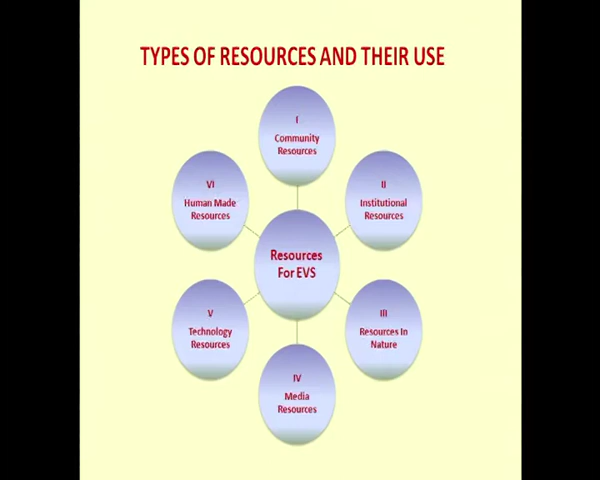 TYPES OF RESOURCES AND THEIR USE
I
Community
Resources
II
Institutional
Resources
III
Resources In
Nature
IV
Media
Resources
V
Technology
Resources
VI
Human Made
Resources
Resources
For EVS